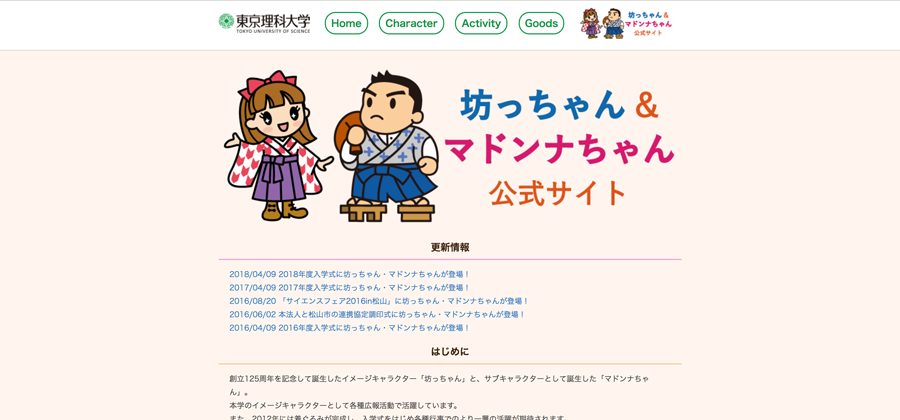 東京理科大学
TOKYO UNIVERSITY OF SCIENCE
Home
Character
Activity
Goods
坊っちゃん &
マドンナちゃん
公式サイト
坊っちゃん &
マドンナちゃん
公式サイト
更新情報
2018/04/09 2018年度入学式に坊っちゃん・マドンナちゃんが登場！
2017/04/09 2017年度入学式に坊っちゃん・マドンナちゃんが登場！
2016/08/20 「サイエンスフェア2016in松山」に坊っちゃん・マドンナちゃんが登場！
2016/06/02 本法人と松山市の連携協定調印式に坊っちゃん・マドンナちゃんが登場！
2016/04/09 2016年度入学式に坊っちゃん・マドンナちゃんが登場！
はじめに
創立125周年を記念して誕生したイメージキャラクター「坊っちゃん」と、サブキャラクターとして誕生した「マドンナちゃ
ん」。
本学のイメージキャラクターとして各種広報活動で活躍しています。
また、2012年には着ぐるみが完成し、入学式をはじめ各種行事でのより一層の活躍が期待されます。